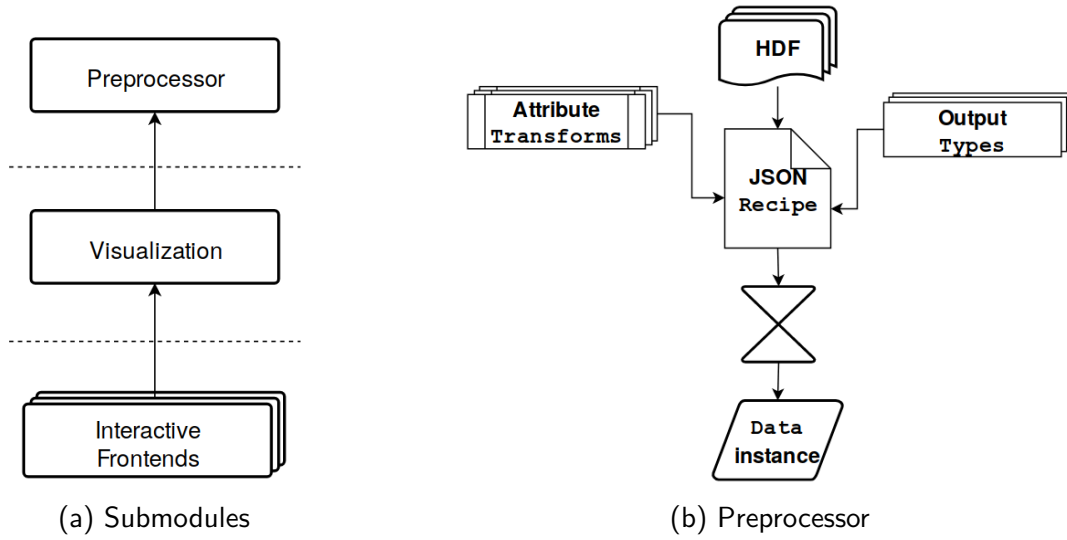 Preprocessor
Visualization
Interactive
Frontends
(a) Submodules
HDF
Attribute
Transforms
Output
Types
JSON
Recipe
Data
instance
(b) Preprocessor